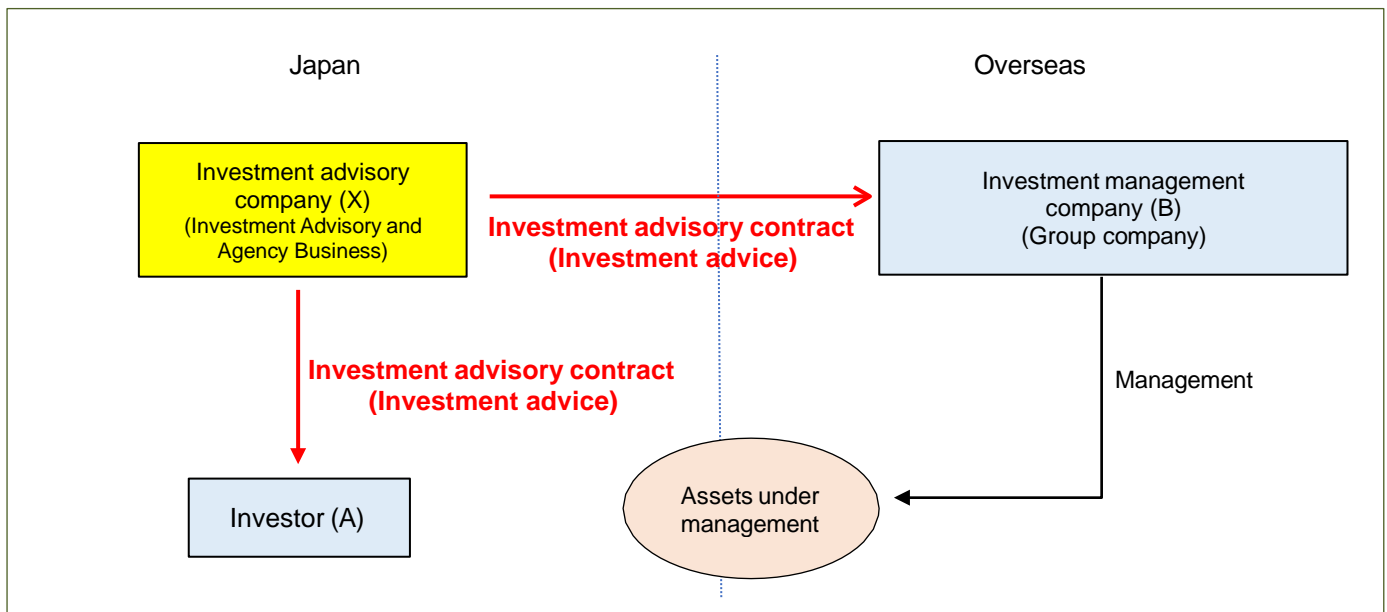 Japan
Overseas
Investment advisory
company (X)
(Investment Advisory and
Agency Business)
Investment advisory contract
(Investment advice)
Investment management
company (B)
(Group company)
Investment advisory contract
(Investment advice)
Management
Investor (A)
Assets under
management